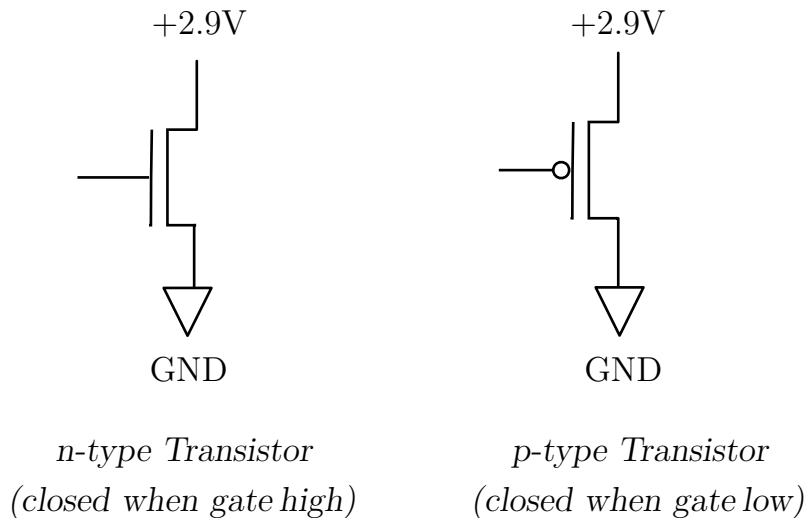 +2.9V
+2.9V
GND
GND
n-type Transistor
(closed when gate high)
p-type Transistor
(closed when gate low)